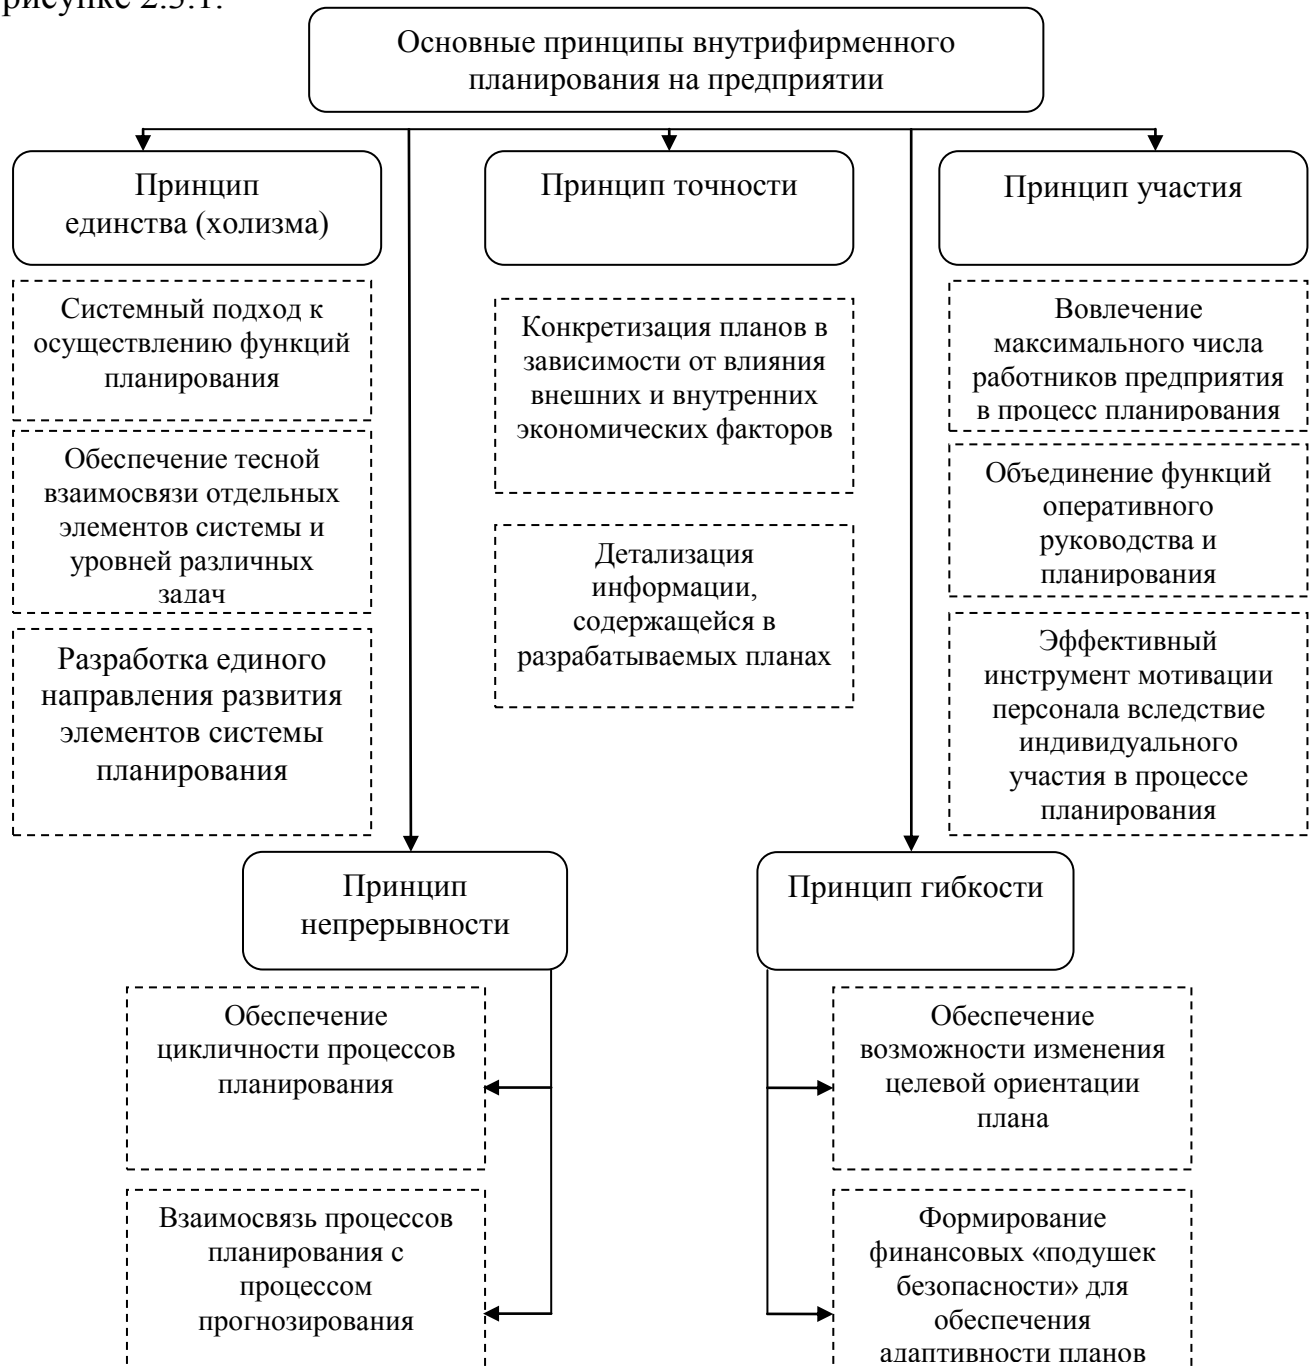 рисунке 2.3.1.
Основные принципы внутрифирменного
планирования на предприятии
Принцип
единства (холизма)
Системный подход к
осуществлению функций
планирования
Обеспечение тесной
взаимосвязи отдельных
элементов системы и
уровней различных
задач
Разработка единого
направления развития
элементов системы
планирования
Принцип точности
Конкретизация планов в
зависимости от влияния
внешних и внутренних
экономических факторов
Детализация
информации,
содержащейся в
разрабатываемых планах
Принцип участия
Вовлечение
максимального числа
работников предприятия
в процесс планирования
Объединение функций
оперативного
руководства и
планирования
Эффективный
инструмент мотивации
персонала вследствие
индивидуального
участия в процессе
планирования
Принцип
непрерывности
Обеспечение
цикличности процессов
планирования
Взаимосвязь процессов
планирования с
процессом
прогнозирования
Принцип гибкости
Обеспечение
возможности изменения
целевой ориентации
плана
Формирование
финансовых «подушек
безопасности» для
обеспечения
адаптивности планов